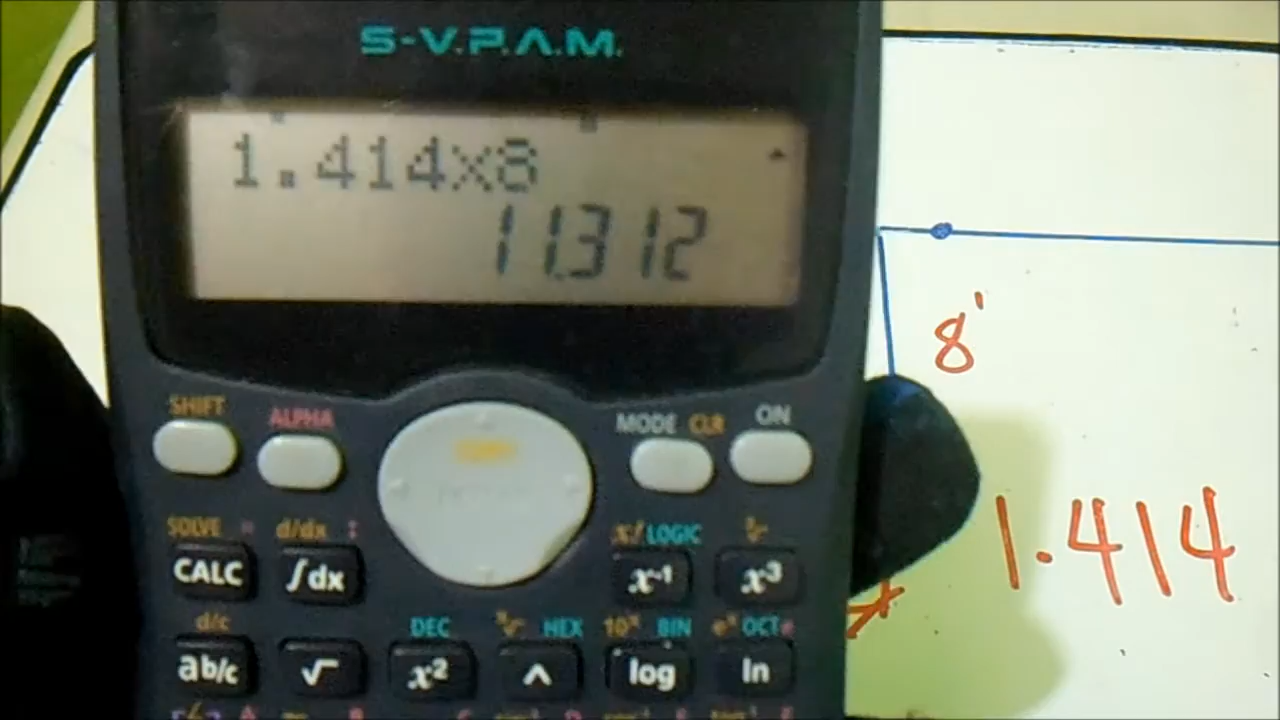 S-V.P.A.M.
1.414x8
11.312
8'
1.414
SHIFT
ALPHA
MODE CLR
ON
SOLVE
d/dx :
x! LOGIC
CALC
∫dx
x-1
x3
d/c
DEC
HEX
10x BIN
ex OCT e
ab/c
√
x2
^
log
ln